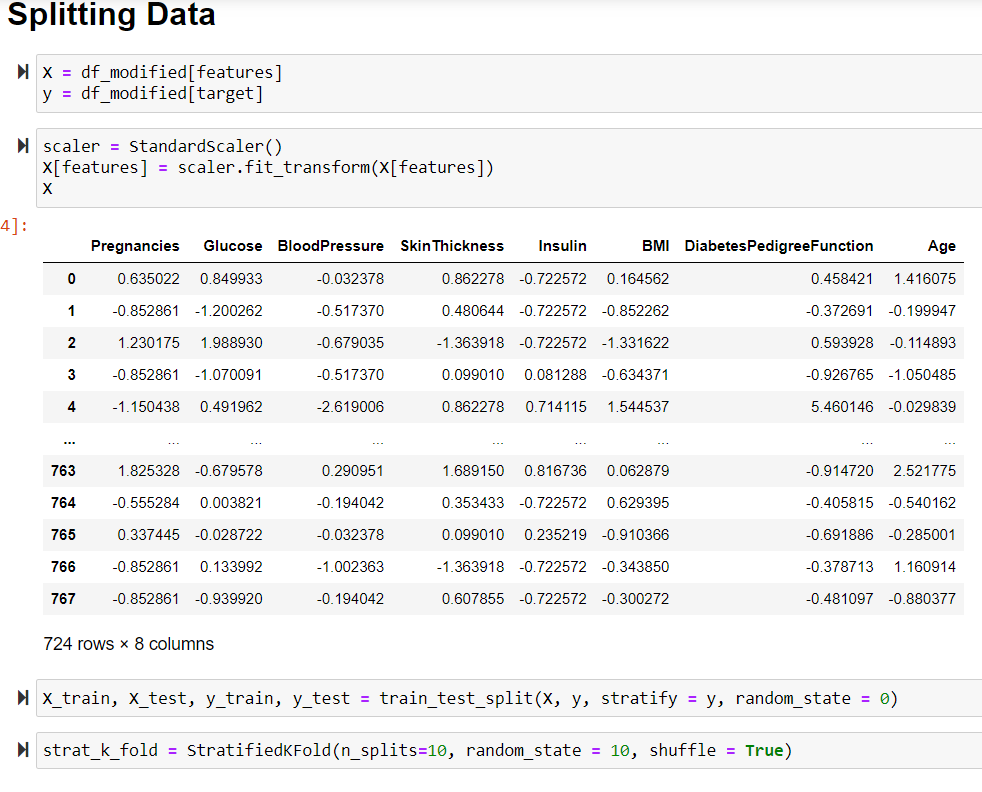 Splitting Data
X = df_modified[features]
y = df_modified[target]
scaler = StandardScaler()
X[features] = scaler.fit_transform(X[features])
X
4]:
Pregnancies Glucose BloodPressure SkinThickness Insulin BMI DiabetesPedigreeFunction Age
0 0.635022 0.849933 -0.032378 0.862278 -0.722572 0.164562 0.458421 1.416075
1 -0.852861 -1.200262 -0.517370 0.480644 -0.722572 -0.852262 -0.372691 -0.199947
2 1.230175 1.988930 -0.679035 -1.363918 -0.722572 -1.331622 0.593928 -0.114893
3 -0.852861 -1.070091 -0.517370 0.099010 0.081288 -0.634371 -0.926765 -1.050485
4 -1.150438 0.491962 -2.619006 0.862278 0.714115 1.544537 5.460146 -0.029839
... ... ... ... ... ... ... ... ...
763 1.825328 -0.679578 0.290951 1.689150 0.816736 0.062879 -0.914720 2.521775
764 -0.555284 0.003821 -0.194042 0.353433 -0.722572 0.629395 -0.405815 -0.540162
765 0.337445 -0.028722 -0.032378 0.099010 0.235219 -0.910366 -0.691886 -0.285001
766 -0.852861 0.133992 -1.002363 -1.363918 -0.722572 -0.343850 -0.378713 1.160914
767 -0.852861 -0.939920 -0.194042 0.607855 -0.722572 -0.300272 -0.481097 -0.880377
724 rows × 8 columns
X_train, X_test, y_train, y_test = train_test_split(X, y, stratify = y, random_state = 0)
strat_k_fold = StratifiedKFold(n_splits=10, random_state = 10, shuffle = True)